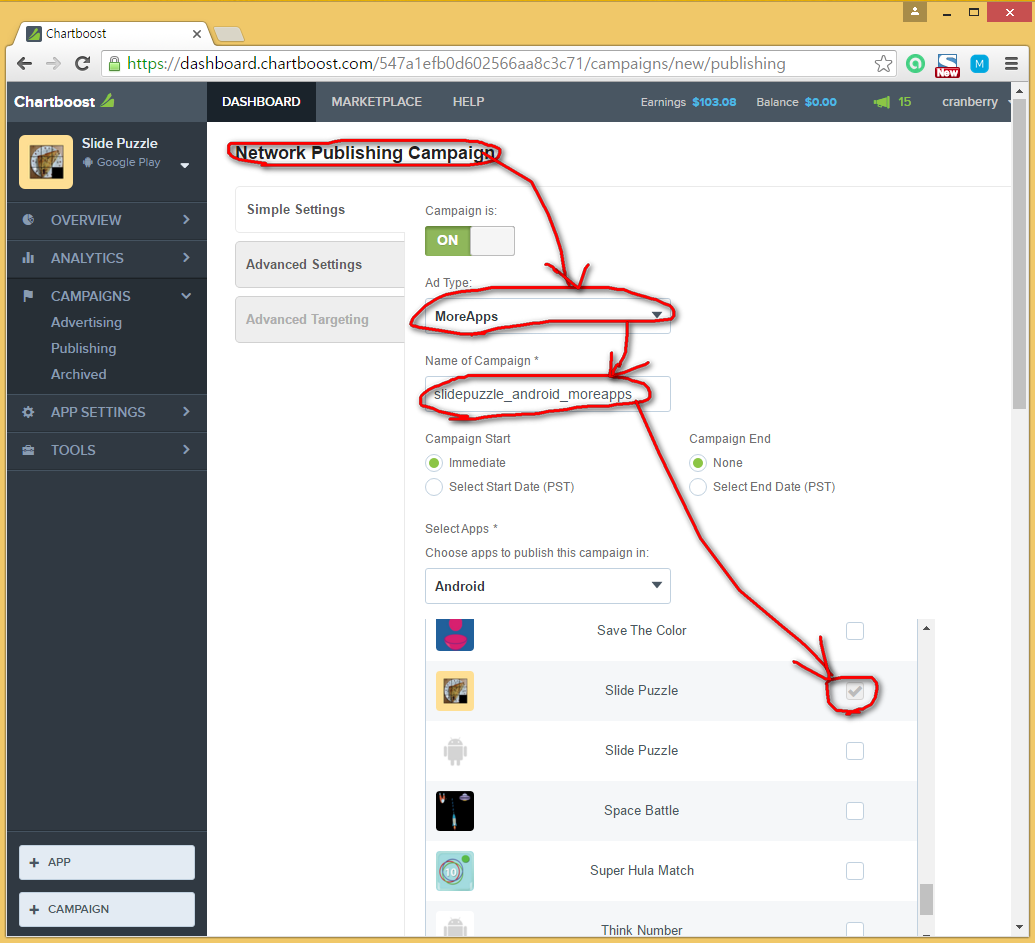 Chartboost
https://dashboard.chartboost.com/547a1efb0d602566aa8c3c71/campaigns/new/publishing
New
M
Chartboost
DASHBOARD
MARKETPLACE
HELP
Earnings $103.08
Balance $0.00
15
cranberry
Slide Puzzle
Google Play
OVERVIEW
ANALYTICS
CAMPAIGNS
Advertising
Publishing
Archived
APP SETTINGS
TOOLS
+ APP
+ CAMPAIGN
Network Publishing Campaign
Simple Settings
Advanced Settings
Advanced Targeting
Campaign is:
ON
Ad Type:
MoreApps
Name of Campaign *
slidepuzzle_android_moreapps
Campaign Start
Immediate
Select Start Date (PST)
Campaign End
None
Select End Date (PST)
Select Apps *
Choose apps to publish this campaign in:
Android
Save The Color
Slide Puzzle
Slide Puzzle
Space Battle
10
Super Hula Match
Think Number